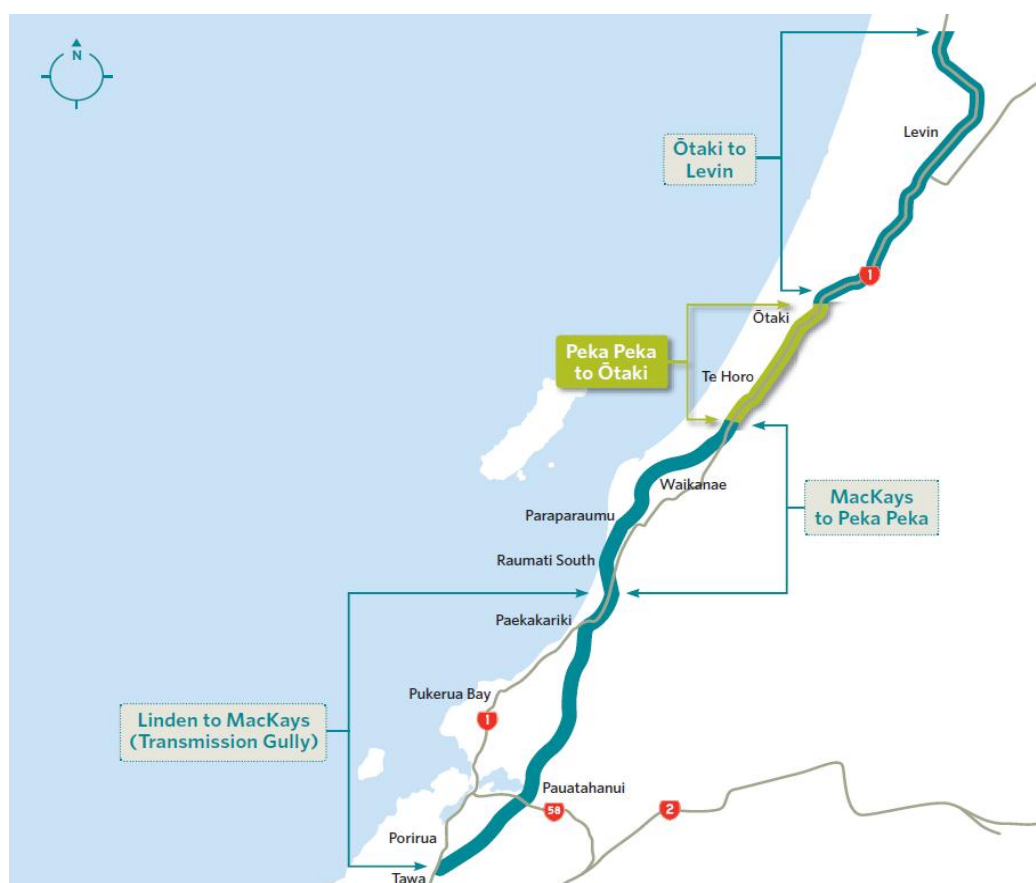 N
Levin
Ōtaki to
Levin
1
Ōtaki
Peka Peka
to Ōtaki
Te Horo
Waikanae
MacKays
to Peka Peka
Paraparaumu
Raumati South
Paekakariki
Pukerua Bay
1
Linden to MacKays
(Transmission Gully)
Pauatahanui
58
2
Porirua
Tawa